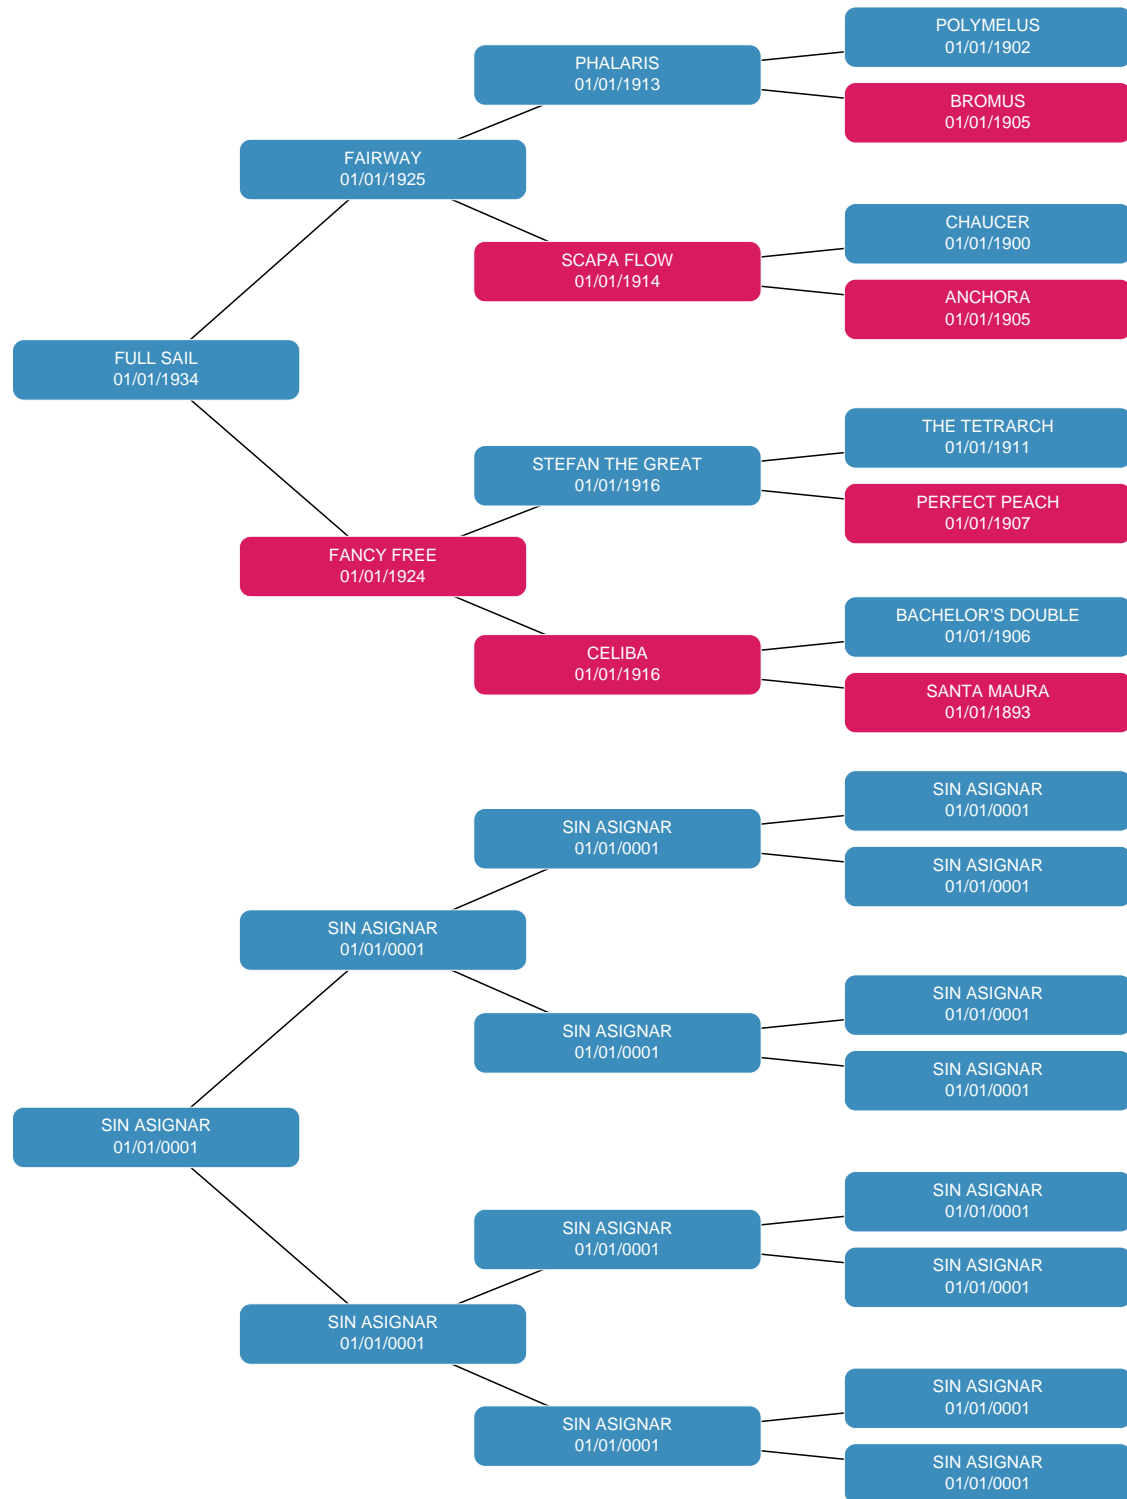 POLYMELUS
01/01/1902
PHALARIS
01/01/1913
BROMUS
01/01/1905
FAIRWAY
01/01/1925
CHAUCER
01/01/1900
SCAPA FLOW
01/01/1914
ANCHORA
01/01/1905
FULL SAIL
01/01/1934
THE TETRARCH
01/01/1911
STEFAN THE GREAT
01/01/1916
PERFECT PEACH
01/01/1907
FANCY FREE
01/01/1924
BACHELOR'S DOUBLE
01/01/1906
CELIBA
01/01/1916
SANTA MAURA
01/01/1893
SIN ASIGNAR
01/01/0001
SIN ASIGNAR
01/01/0001
SIN ASIGNAR
01/01/0001
SIN ASIGNAR
01/01/0001
SIN ASIGNAR
01/01/0001
SIN ASIGNAR
01/01/0001
SIN ASIGNAR
01/01/0001
SIN ASIGNAR
01/01/0001
SIN ASIGNAR
01/01/0001
SIN ASIGNAR
01/01/0001
SIN ASIGNAR
01/01/0001
SIN ASIGNAR
01/01/0001
SIN ASIGNAR
01/01/0001
SIN ASIGNAR
01/01/0001
SIN ASIGNAR
01/01/0001